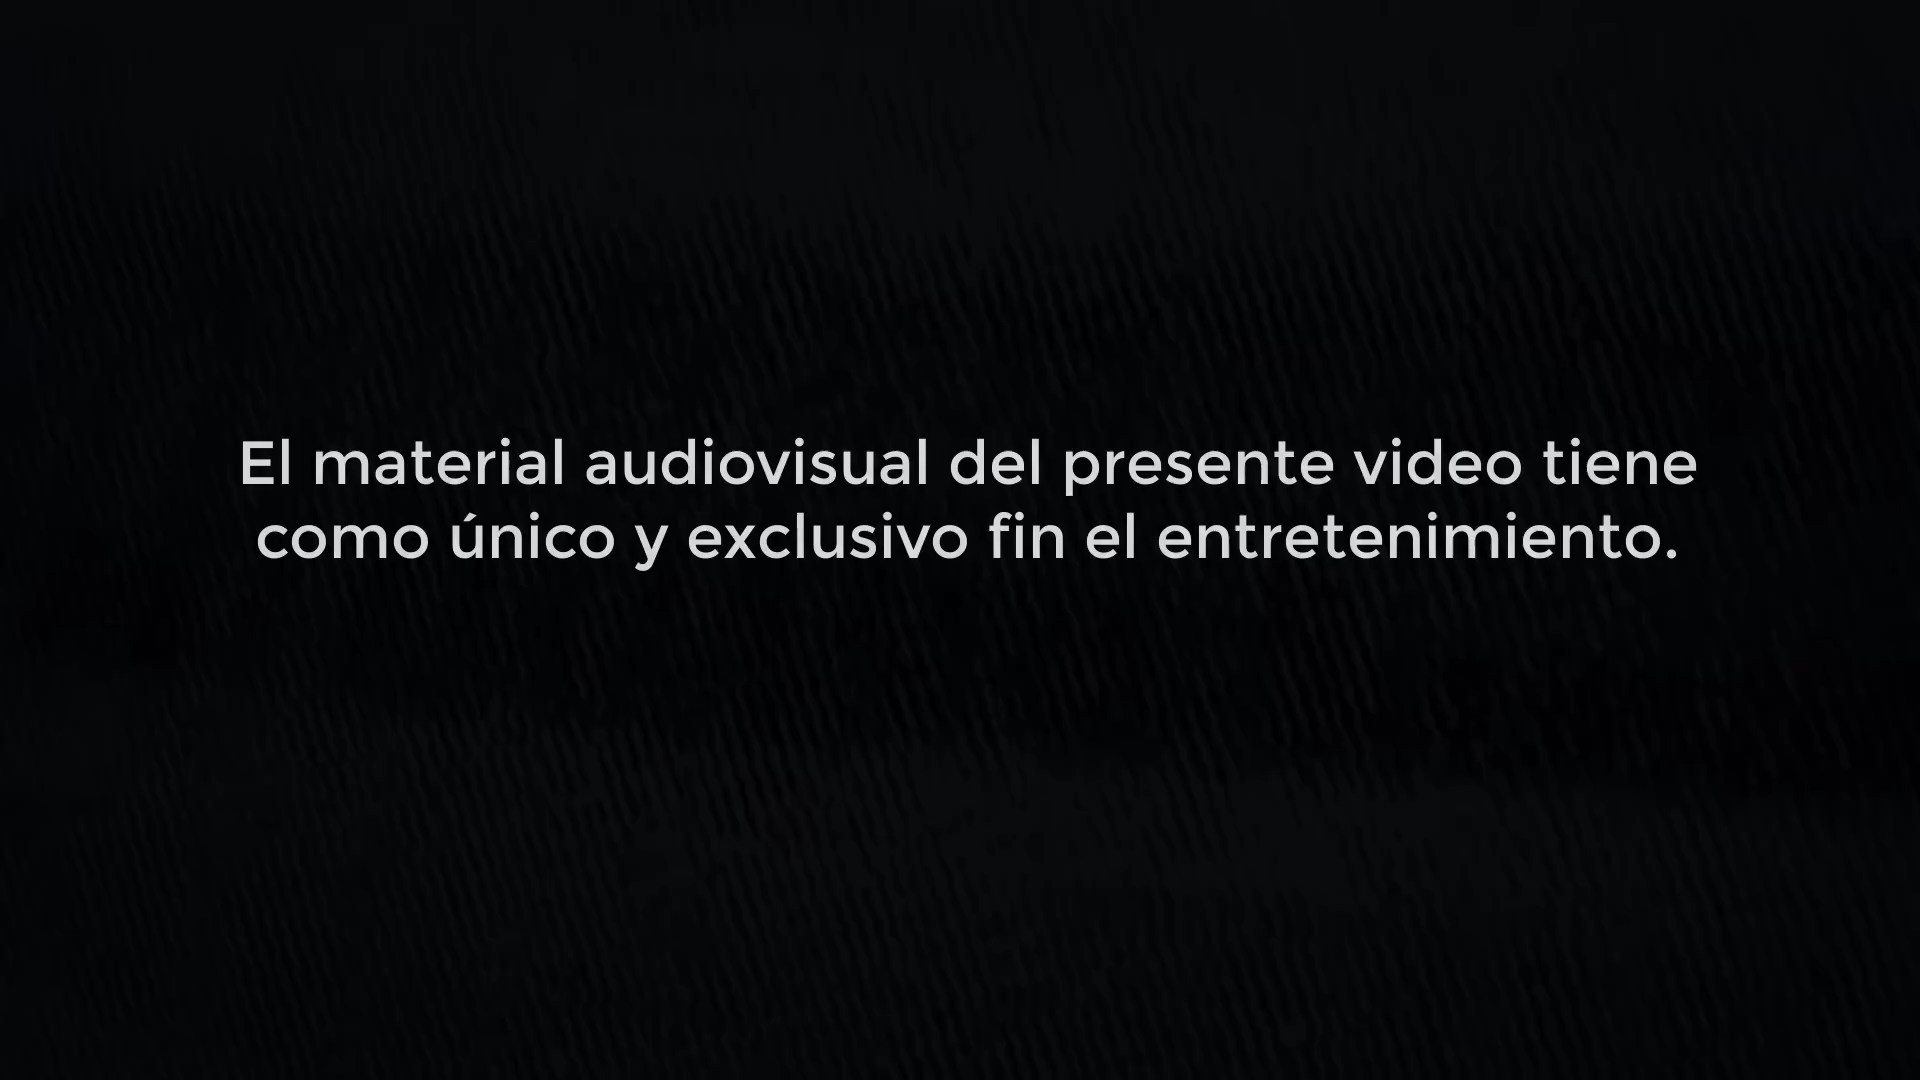 El material audiovisual del presente video tiene
como único y exclusivo fin el entretenimiento.